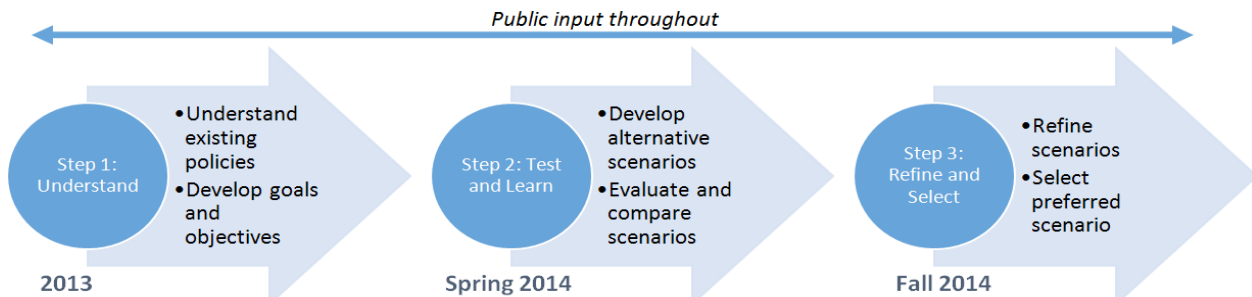 Public input throughout
Step 1:
Understand
•Understand
existing
policies
•Develop goals
and
objectives
2013
Step 2: Test
and Learn
•Develop
alternative
scenarios
•Evaluate and
compare
scenarios
Spring 2014
Step 3:
Refine and
Select
•Refine
scenarios
•Select
preferred
scenario
Fall 2014